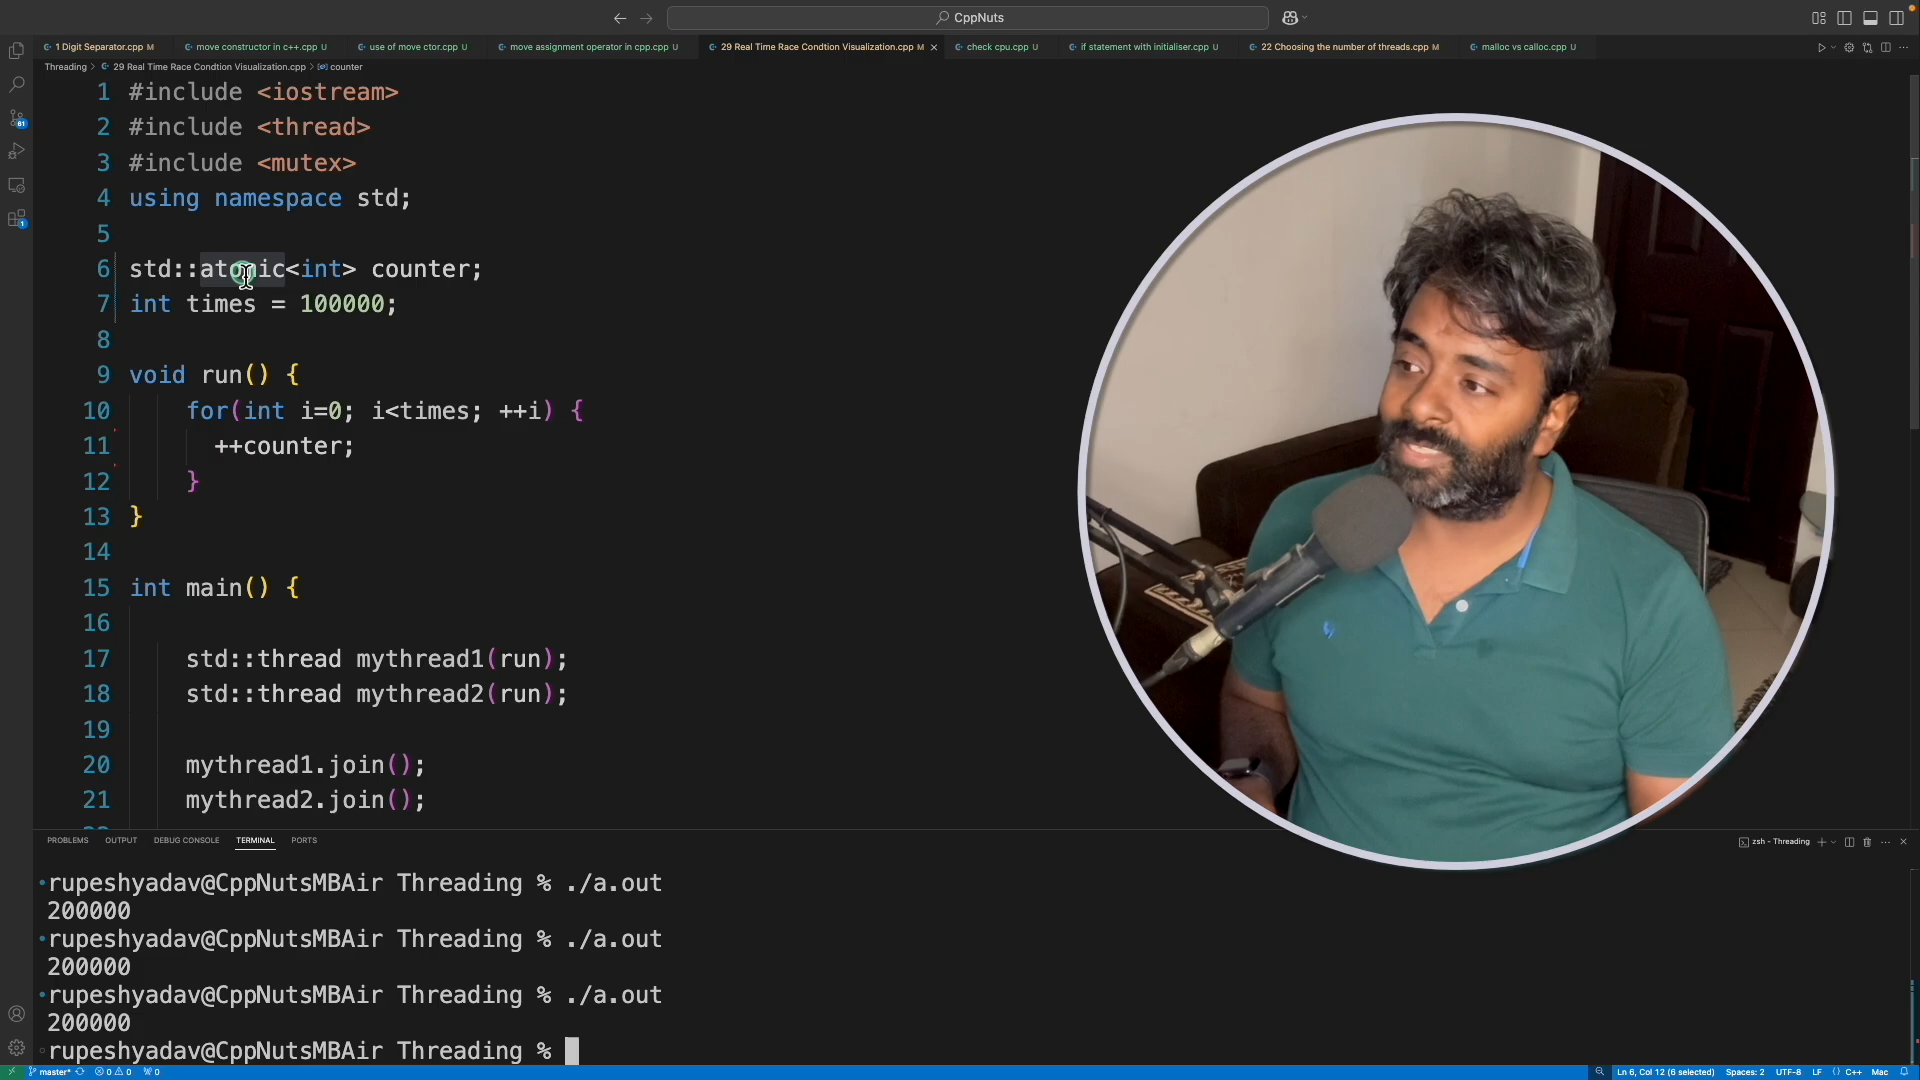 CppNuts
1 Digit Separator.cpp M
move constructor in c++.cpp U
use of move ctor.cpp U
move assignment operator in cpp.cpp U
29 Real Time Race Condtion Visualization.cpp M
check cpu.cpp U
if statement with initialiser.cpp U
22 Choosing the number of threads.cpp M
malloc vs calloc.cpp U
Threading > 29 Real Time Race Condtion Visualization.cpp > counter
1 #include <iostream>
2 #include <thread>
3 #include <mutex>
4 using namespace std;
5
6 std::atomic<int> counter;
7 int times = 100000;
8
9 void run() {
10 for(int i=0; i<times; ++i) {
11 ++counter;
12 }
13 }
14
15 int main() {
16
17 std::thread mythread1(run);
18 std::thread mythread2(run);
19
20 mythread1.join();
21 mythread2.join();
61
1
PROBLEMS OUTPUT DEBUG CONSOLE TERMINAL PORTS
zsh - Threading
rupeshyadav@CppNutsMBAir Threading % ./a.out
200000
rupeshyadav@CppNutsMBAir Threading % ./a.out
200000
rupeshyadav@CppNutsMBAir Threading % ./a.out
200000
rupeshyadav@CppNutsMBAir Threading %
master* 0 0 0
Ln 6, Col 12 (6 selected) Spaces: 2 UTF-8 LF {} C++ Mac